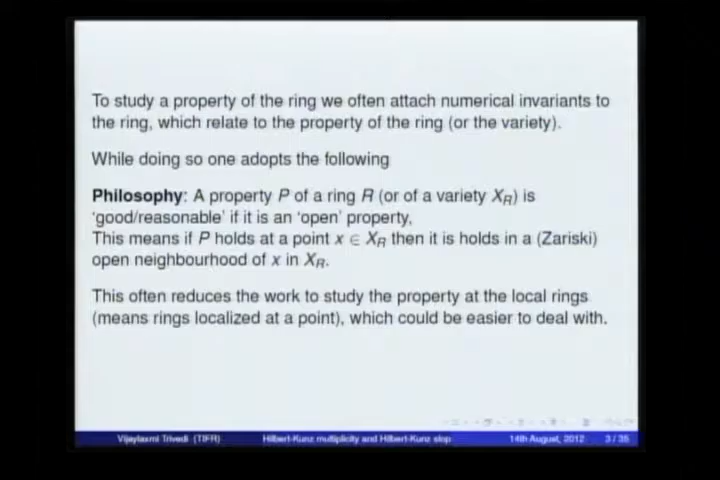 To study a property of the ring we often attach numerical invariants to
the ring, which relate to the property of the ring (or the variety).
While doing so one adopts the following
Philosophy: A property P of a ring R (or of a variety X_R) is
'good/reasonable' if it is an 'open' property,
This means if P holds at a point x ∈ X_R then it is holds in a (Zariski)
open neighbourhood of x in X_R.
This often reduces the work to study the property at the local rings
(means rings localized at a point), which could be easier to deal with.
Vijaylaxmi Trivedi (TIFR) Hilbert-Kunz multiplicity and Hilbert-Kunz slop 14th August, 2012 3 / 35